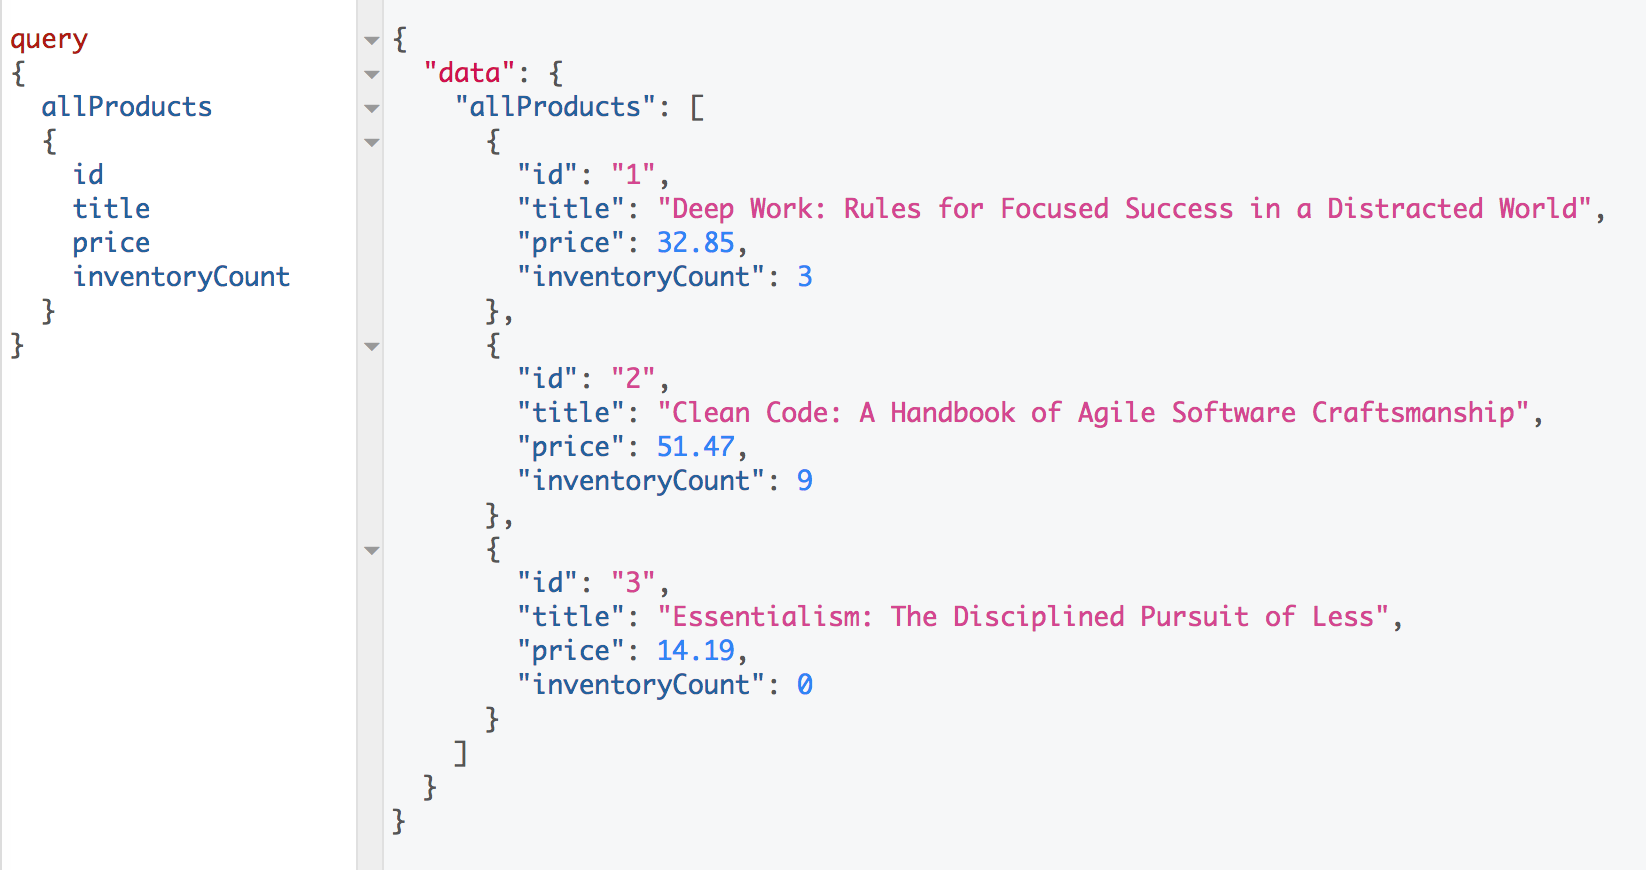 query
{
  allProducts
  {
    id
    title
    price
    inventoryCount
  }
}
{
  "data": {
    "allProducts": [
      {
        "id": "1",
        "title": "Deep Work: Rules for Focused Success in a Distracted World",
        "price": 32.85,
        "inventoryCount": 3
      },
      {
        "id": "2",
        "title": "Clean Code: A Handbook of Agile Software Craftsmanship",
        "price": 51.47,
        "inventoryCount": 9
      },
      {
        "id": "3",
        "title": "Essentialism: The Disciplined Pursuit of Less",
        "price": 14.19,
        "inventoryCount": 0
      }
    ]
  }
}